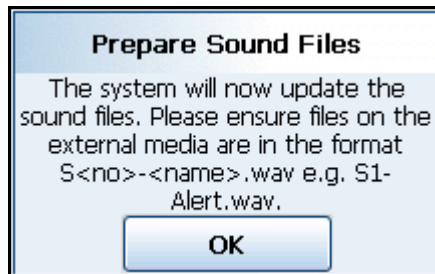 Prepare Sound Files
The system will now update the
sound files. Please ensure files on the
external media are in the format
S<no>-<name>.wav e.g. S1-
Alert.wav.
OK